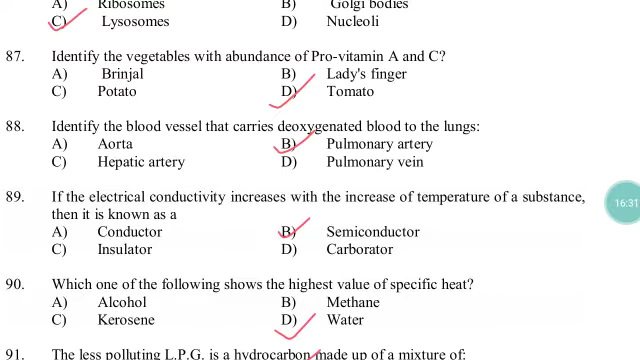 A) Ribosomes B) Golgi bodies
C) Lysosomes D) Nucleoli
87. Identify the vegetables with abundance of Pro-vitamin A and C?
A) Brinjal B) Lady's finger
C) Potato D) Tomato
88. Identify the blood vessel that carries deoxygenated blood to the lungs:
A) Aorta B) Pulmonary artery
C) Hepatic artery D) Pulmonary vein
89. If the electrical conductivity increases with the increase of temperature of a substance,
then it is known as a
A) Conductor B) Semiconductor
C) Insulator D) Carborator
16:31
90. Which one of the following shows the highest value of specific heat?
A) Alcohol B) Methane
C) Kerosene D) Water
91. The less polluting L.P.G. is a hydrocarbon made up of a mixture of: